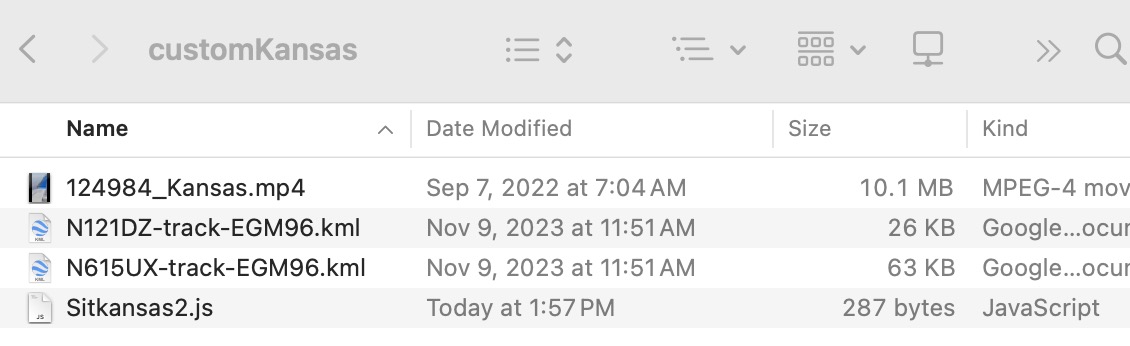 customKansas
Name Date Modified Size Kind
124984_Kansas.mp4 Sep 7, 2022 at 7:04 AM 10.1 MB MPEG-4 mov
N121DZ-track-EGM96.kml Nov 9, 2023 at 11:51 AM 26 KB Google...ocur
N615UX-track-EGM96.kml Nov 9, 2023 at 11:51 AM 63 KB Google...ocur
Sitkansas2.js Today at 1:57 PM 287 bytes JavaScript